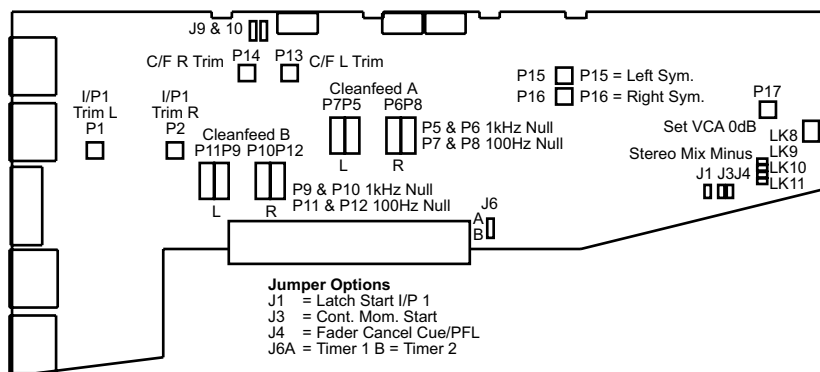 J9 & 10
C/F R Trim
P14
P13
C/F L Trim
I/P1
Trim L
P1
I/P1
Trim R
P2
Cleanfeed A
P7P5
P6P8
L
R
P5 & P6 1kHz Null
P7 & P8 100Hz Null
Cleanfeed B
P11P9
P10P12
L
R
P9 & P10 1kHz Null
P11 & P12 100Hz Null
P15
P15 = Left Sym.
P16
P16 = Right Sym.
P17
Set VCA 0dB
LK8
Stereo Mix Minus
LK9
LK10
LK11
J1
J3J4
J6
A
B
Jumper Options
J1 = Latch Start I/P 1
J3 = Cont. Mom. Start
J4 = Fader Cancel Cue/PFL
J6A = Timer 1 B = Timer 2